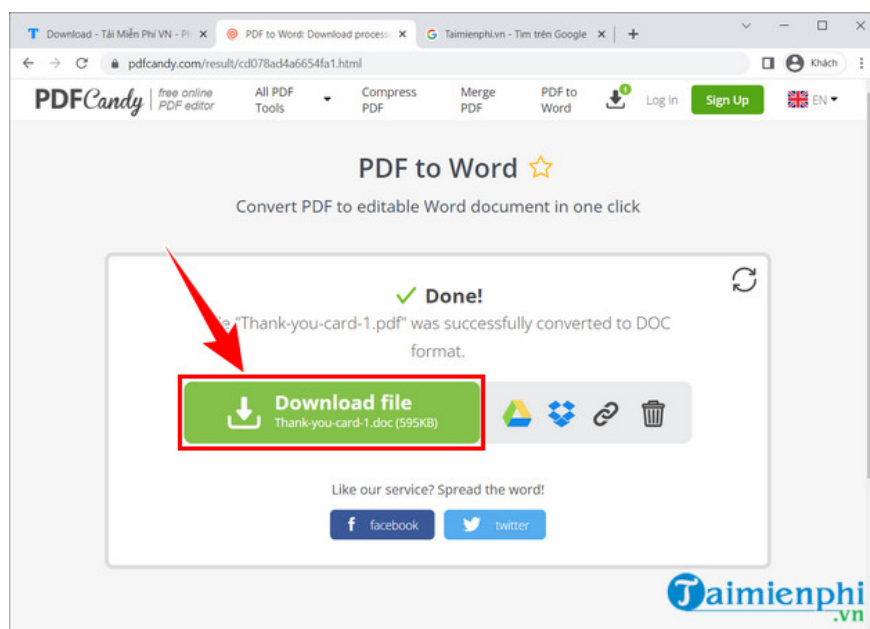 Download - Tải Miễn Phí VN - Ph
PDF to Word: Download process
Taimienphi.vn - Tìm trên Google
pdfcandy.com/result/cd078ad4a6654fa1.html
Khách
PDFCandy
free online
PDF editor
All PDF
Tools
Compress
PDF
Merge
PDF
PDF to
Word
1
Log In
Sign Up
EN
PDF to Word
Convert PDF to editable Word document in one click
Done!
"Thank-you-card-1.pdf" was successfully converted to DOC
format.
Download file
Thank-you-card-1.doc (595KB)
Like our service? Spread the word!
facebook
twitter
Taimienphi
.vn